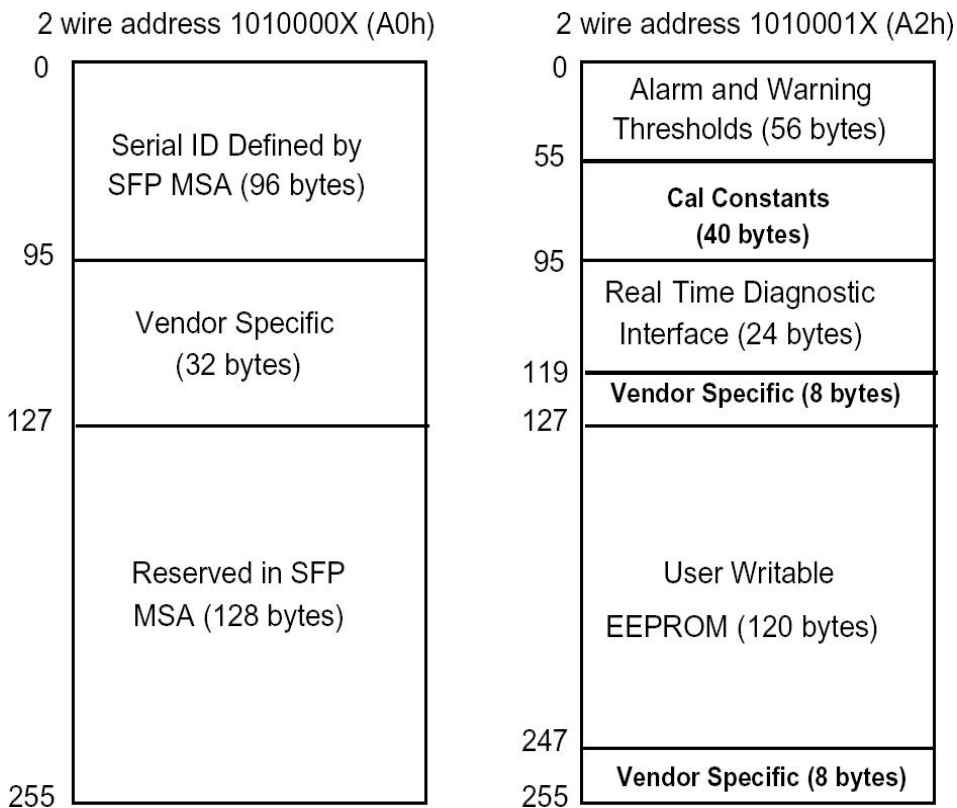 2 wire address 1010000X (A0h)
0
Serial ID Defined by
SFP MSA (96 bytes)
95
Vendor Specific
(32 bytes)
127
Reserved in SFP
MSA (128 bytes)
255
2 wire address 1010001X (A2h)
0
Alarm and Warning
Thresholds (56 bytes)
55
Cal Constants
(40 bytes)
95
Real Time Diagnostic
Interface (24 bytes)
119
Vendor Specific (8 bytes)
127
User Writable
EEPROM (120 bytes)
247
Vendor Specific (8 bytes)
255